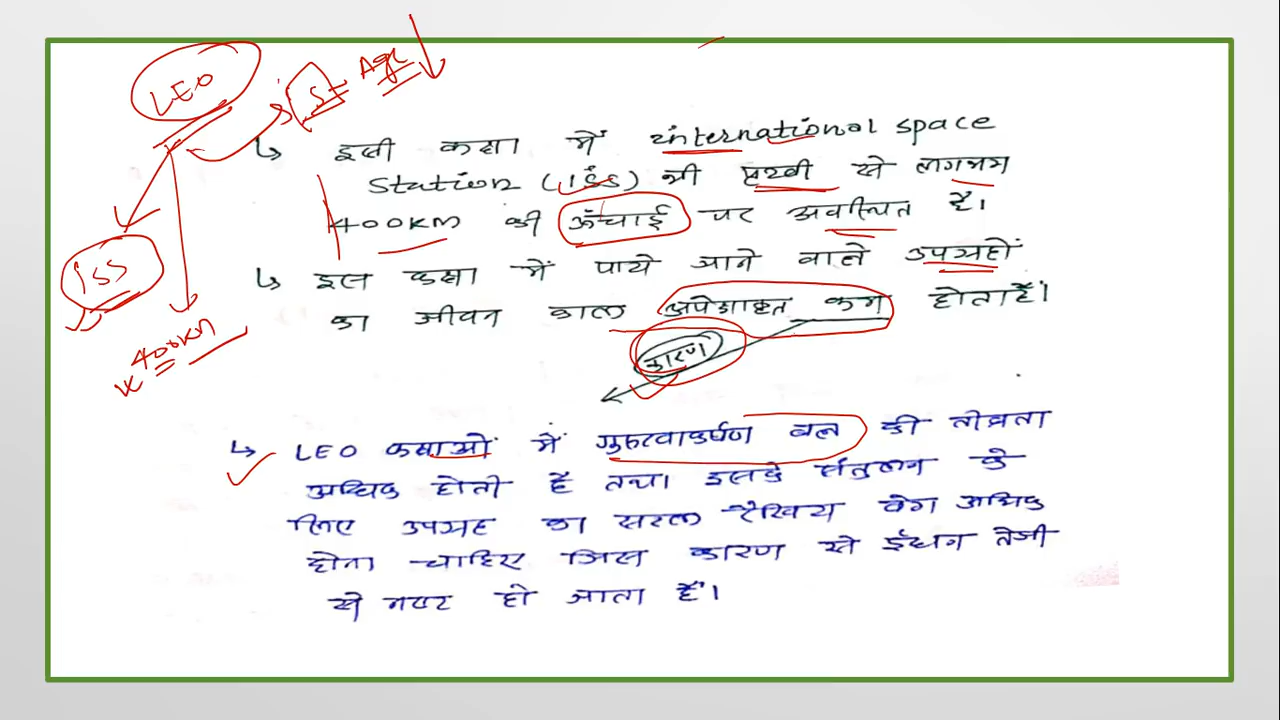 LEO
S = Age
↳ इसी कक्षा में International space
Station (ISS) भी पृथ्वी से लगभग
400KM की ऊँचाई पर अवस्थित है।
ISS
↳ इस कक्षा में पाये जाने वाले उपग्रहों
का जीवन काल अपेक्षाकृत कम होता है।
400KM
कारण
↳ LEO कक्षाओं में गुरुत्वाकर्षण बल की तीव्रता
अधिक होती है तथा इसके संतुलन के
लिए उपग्रह का सरल रैखिय वेग अधिक
होना चाहिए जिस कारण से ईंधन तेजी
से नष्ट हो जाता है।